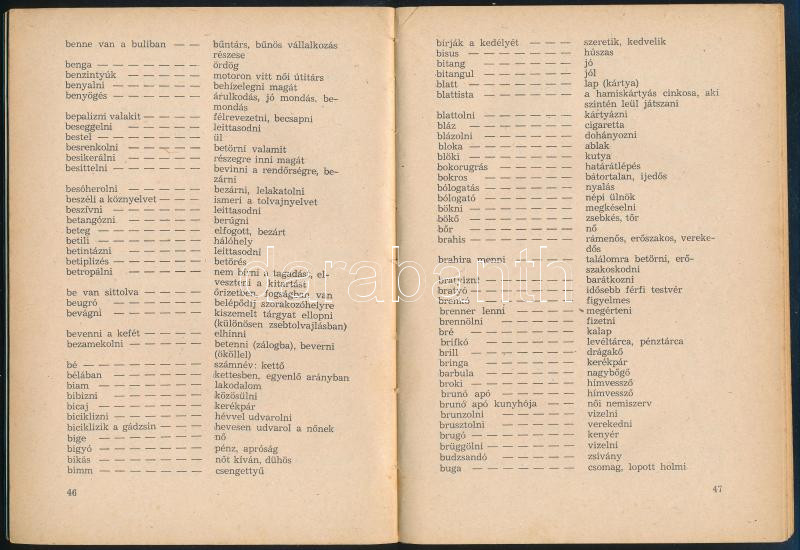 benne van a buliban — — bűntárs, bűnös vállalkozás
részese
benga — — — — — — ördög
benzintyúk — — — — — motoron vitt női útitárs
benyalni — — — — — — behízelegni magát
benyögés — — — — — — árulkodás, jó mondás, be-
mondás
bepalizni valakit — — — — félrevezetni, becsapni
beseggelni — — — — — leittasodni
bestel — — — — — — — ül
besrenkolni — — — — — betörni valamit
besikerálni — — — — — részegre inni magát
besittelni — — — — — — bevinni a rendőrségre, be-
zárni
besóherolni — — — — — bezárni, lelakatolni
beszéli a köznyelvet — — — ismeri a tolvajnyelvet
beszívni — — — — — — leittasodni
betangózni — — — — — berúgni
beteg — — — — — — — elfogott, bezárt
betili — — — — — — — hálóhely
betintázni — — — — — — leittasodni
betiplizés — — — — — — betörés
betropálni — — — — — — nem bírni a tagadást, el-
veszteni a kitartást
be van sittolva — — — — őrizetben, fogságban van
beugró — — — — — — belépődíj szórakozóhelyre
bevágni — — — — — — kiszemelt tárgyat ellopni
(különösen zsebtolvajlásban)
bevenni a kefét — — — — elhinni
bezamekolni — — — — — betenni (zálogba), beverni
(ököllel)
bé — — — — — — — — számnév: kettő
bélában — — — — — — kettesben, egyenlő arányban
biam — — — — — — — lakodalom
bibizni — — — — — — — közösülni
bicaj — — — — — — — kerékpár
biciklizni — — — — — — hévvel udvarolni
biciklizik a gádzsin — — — hevesen udvarol a nőnek
bige — — — — — — — nő
bigyó — — — — — — — pénz, apróság
bikás — — — — — — — nőt kíván, dühös
bimm — — — — — — — csengettyű
46
bírják a kedélyét — — — — szeretik, kedvelik
bisus — — — — — — — húszas
bitang — — — — — — — jó
bitangul — — — — — — jól
blatt — — — — — — — lap (kártya)
blattista — — — — — — a hamiskártyás cinkosa, aki
szintén leül játszani
blattolni — — — — — — kártyázni
bláz — — — — — — — cigaretta
blázolni — — — — — — dohányozni
bloka — — — — — — — ablak
blöki — — — — — — — kutya
bokorugrás — — — — — határátlépés
bokros — — — — — — — bátortalan, ijedős
bólogatás — — — — — — nyalás
bólogató — — — — — — népi ülnök
bökni — — — — — — — megkéselni
bökő — — — — — — — zsebkés, tőr
bőr — — — — — — — — nő
brahis — — — — — — — rámenős, erőszakos, vereke-
dős
brahira menni — — — — találomra betörni, erő-
szakoskodni
bratyizni — — — — — — barátkozni
bratyó — — — — — — — idősebb férfi testvér
bremkó — — — — — — figyelmes
brenner lenni — — — — megérteni
brennölni — — — — — — fizetni
bré — — — — — — — — kalap
brifkó — — — — — — — levéltárca, pénztárca
brill — — — — — — — drágakő
bringa — — — — — — — kerékpár
barbula — — — — — — nagybőgő
broki — — — — — — — hímvessző
brunó apó — — — — — hímvessző
brunó apó kunyhója — — — női nemiszerv
brunzolni — — — — — — vizelni
brusztolni — — — — — — verekedni
brugó — — — — — — — kenyér
brüggölni — — — — — — vizelni
budzsandó — — — — — zsivány
buga — — — — — — — csomag, lopott holmi
47
darabanth